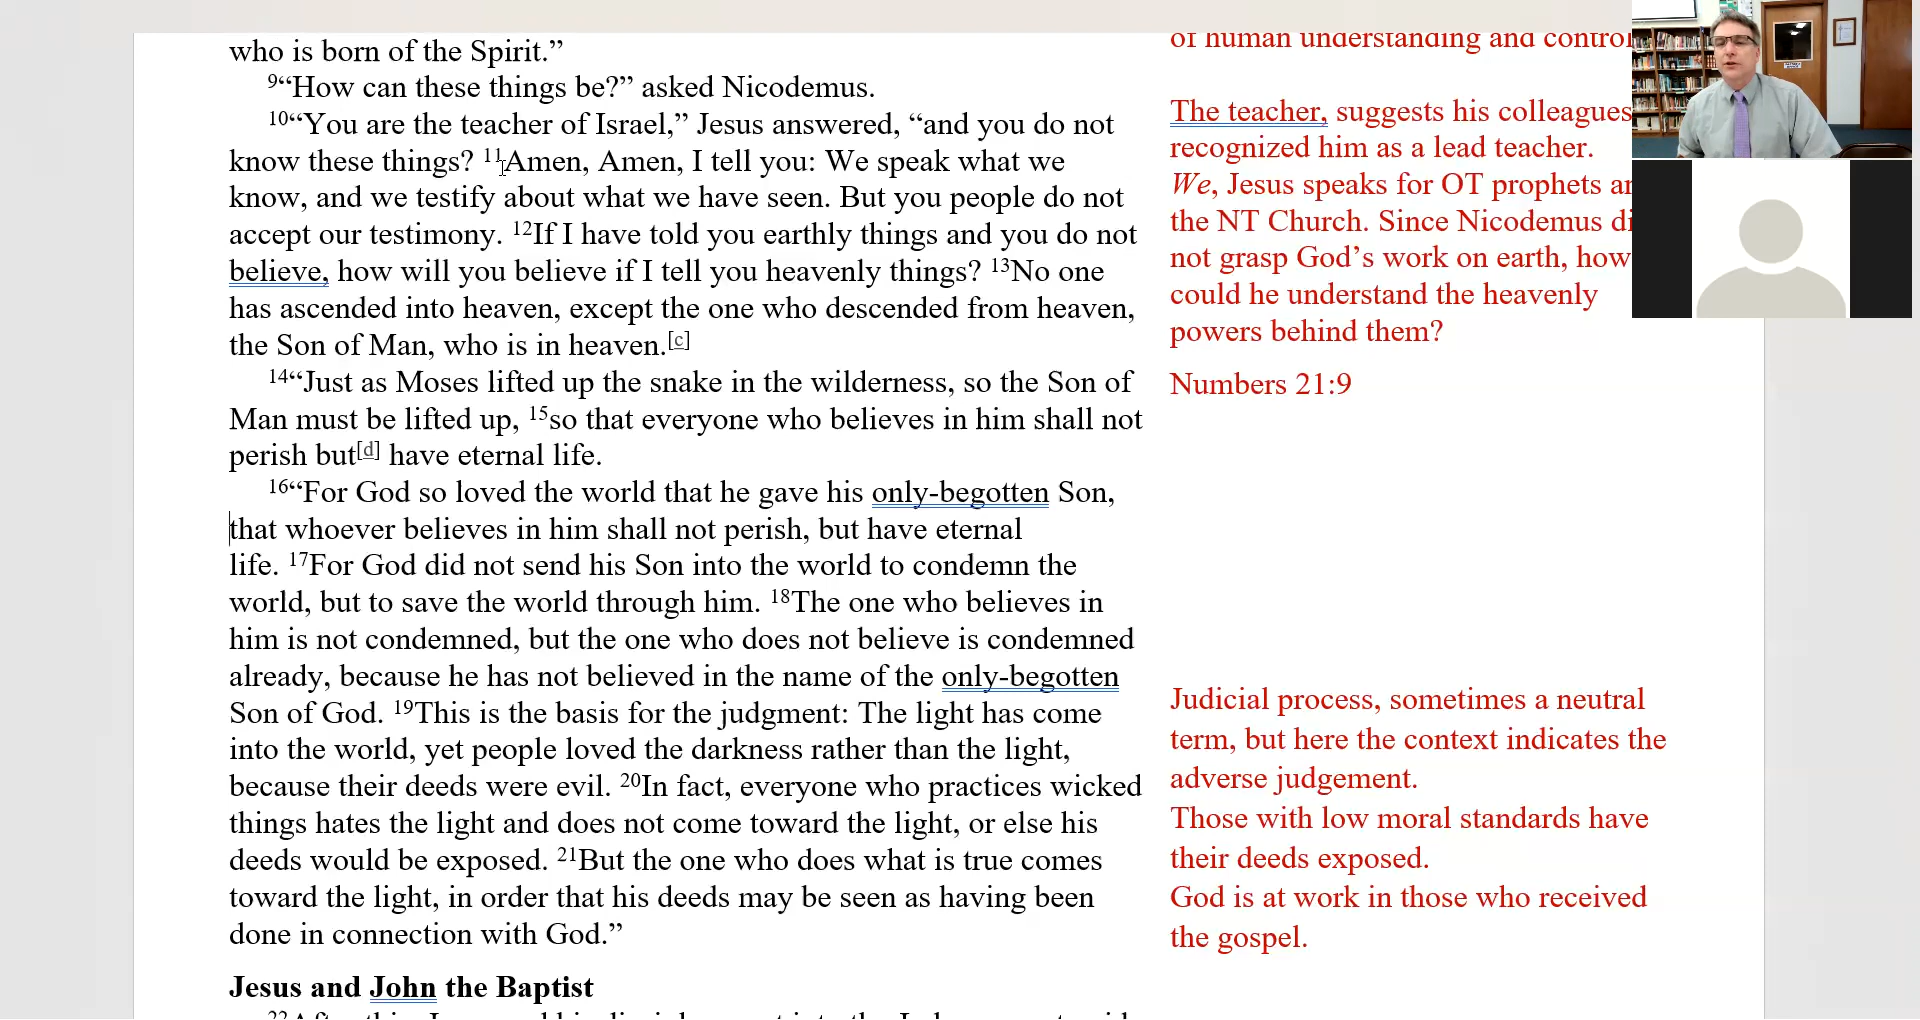 who is born of the Spirit.”
9“How can these things be?” asked Nicodemus.
10“You are the teacher of Israel,” Jesus answered, “and you do not
know these things? 11Amen, Amen, I tell you: We speak what we
know, and we testify about what we have seen. But you people do not
accept our testimony. 12If I have told you earthly things and you do not
believe, how will you believe if I tell you heavenly things? 13No one
has ascended into heaven, except the one who descended from heaven,
the Son of Man, who is in heaven.[c]
14“Just as Moses lifted up the snake in the wilderness, so the Son of
Man must be lifted up, 15so that everyone who believes in him shall not
perish but[d] have eternal life.
16“For God so loved the world that he gave his only-begotten Son,
that whoever believes in him shall not perish, but have eternal
life. 17For God did not send his Son into the world to condemn the
world, but to save the world through him. 18The one who believes in
him is not condemned, but the one who does not believe is condemned
already, because he has not believed in the name of the only-begotten
Son of God. 19This is the basis for the judgment: The light has come
into the world, yet people loved the darkness rather than the light,
because their deeds were evil. 20In fact, everyone who practices wicked
things hates the light and does not come toward the light, or else his
deeds would be exposed. 21But the one who does what is true comes
toward the light, in order that his deeds may be seen as having been
done in connection with God.”
Jesus and John the Baptist
of human understanding and control
The teacher, suggests his colleagues
recognized him as a lead teacher.
We, Jesus speaks for OT prophets
the NT Church. Since Nicodemus
not grasp God’s work on earth, how
could he understand the heavenly
powers behind them?
Numbers 21:9
Judicial process, sometimes a neutral
term, but here the context indicates the
adverse judgement.
Those with low moral standards have
their deeds exposed.
God is at work in those who received
the gospel.